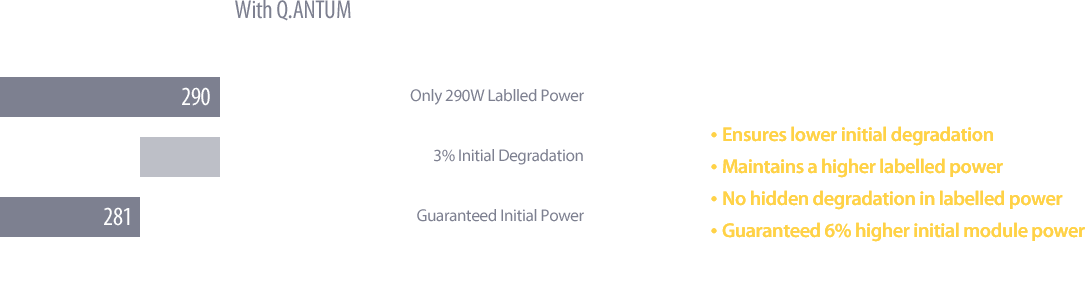 With Q.ANTUM
290
Only 290W Lablled Power
3% Initial Degradation
281
Guaranteed Initial Power
• Ensures lower initial degradation
• Maintains a higher labelled power
• No hidden degradation in labelled power
• Guaranteed 6% higher initial module power